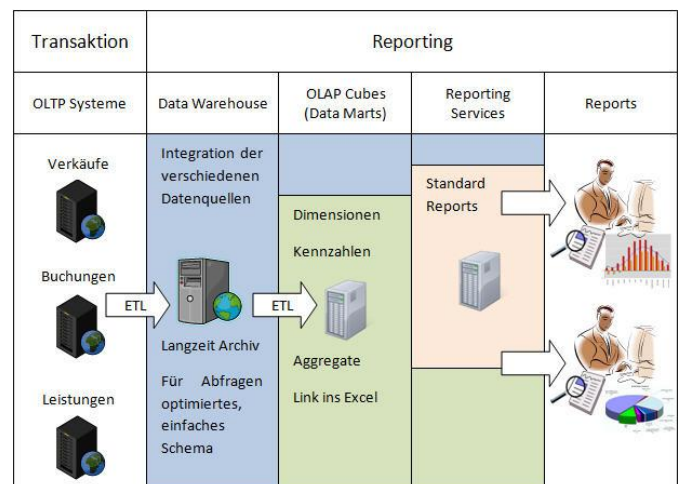 Transaktion
Reporting
OLTP Systeme
Data Warehouse
OLAP Cubes
(Data Marts)
Reporting
Services
Reports
Verkäufe
Buchungen
ETL
Leistungen
Integration der
verschiedenen
Datenquellen
Langzeit Archiv
Für Abfragen
optimiertes,
einfaches
Schema
ETL
Dimensionen
Kennzahlen
Aggregate
Link ins Excel
Standard
Reports